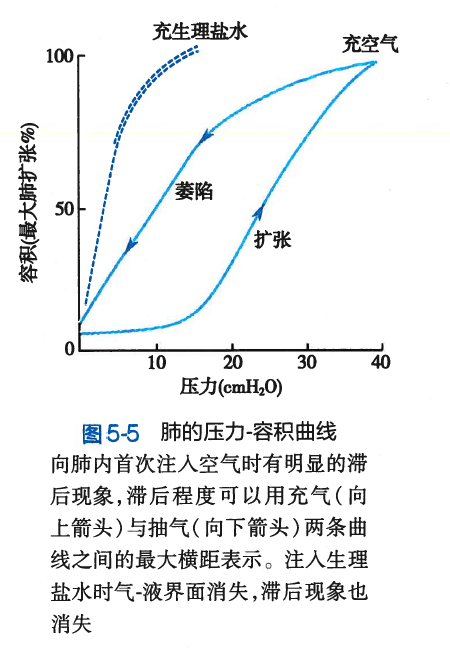 充生理盐水
充空气
100
萎陷
50
扩张
容积(最大肺扩张%)
0
10
20
30
40
压力(cmH₂O)
图5-5 肺的压力-容积曲线
向肺内首次注入空气时有明显的滞
后现象,滞后程度可以用充气(向
上箭头)与抽气(向下箭头)两条曲
线之间的最大横距表示。注入生理
盐水时气-液界面消失,滞后现象也
消失